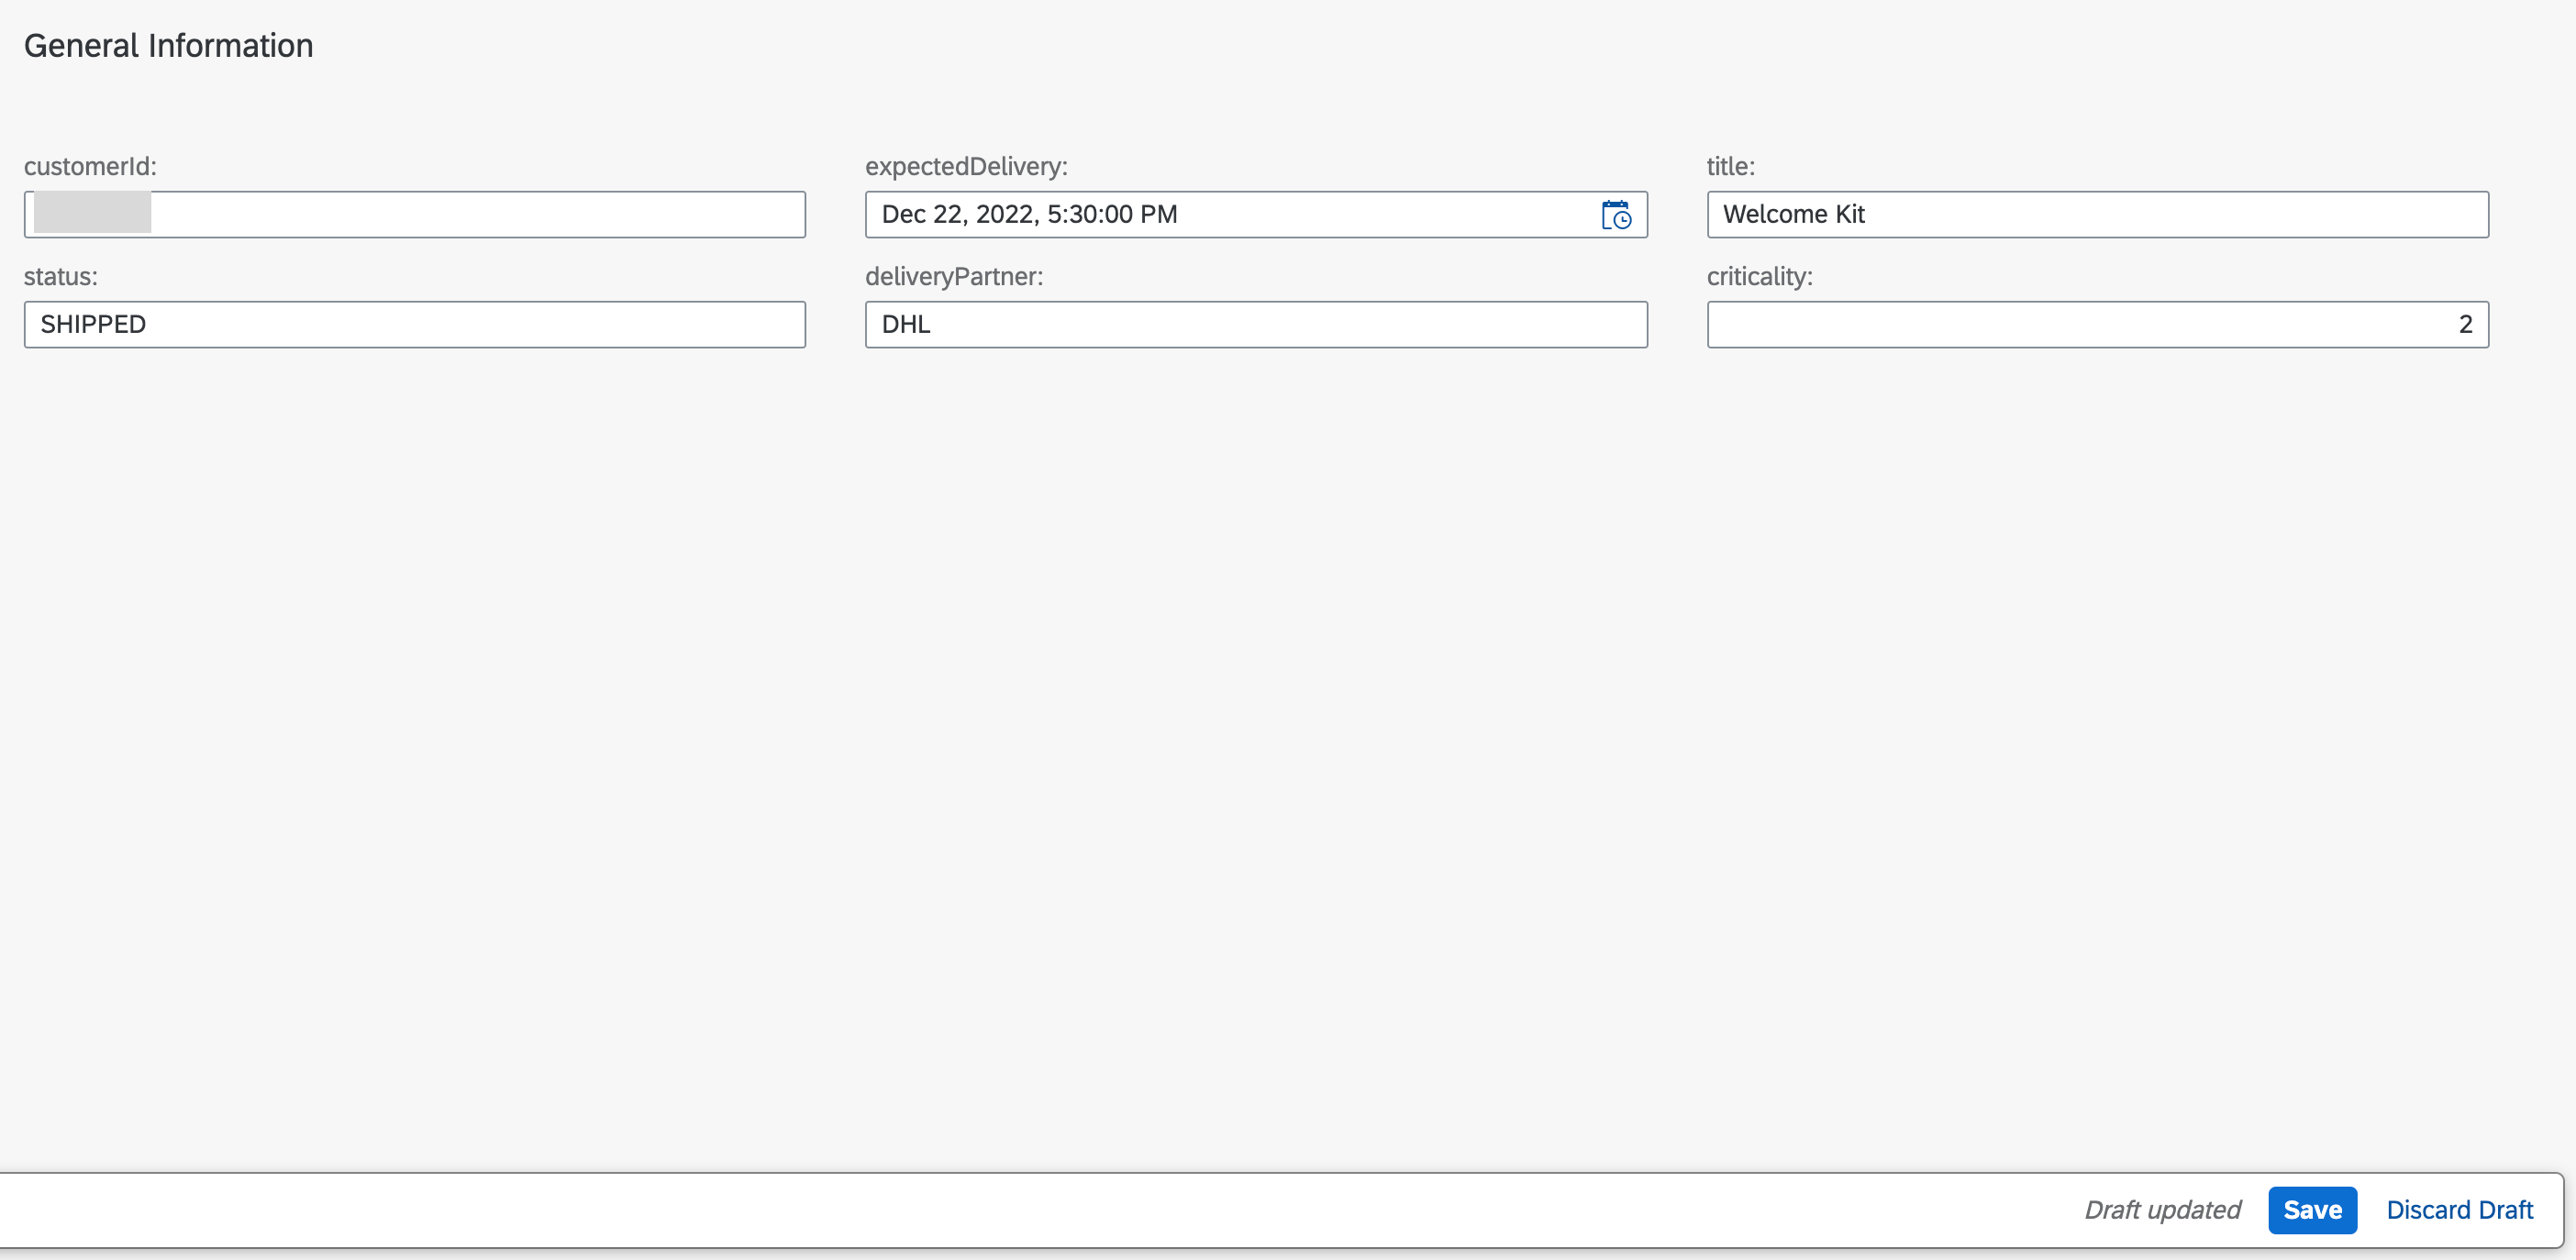 General Information
customerId: expectedDelivery: title:
Dec 22, 2022, 5:30:00 PM Welcome Kit
status: deliveryPartner: criticality:
SHIPPED DHL 2
Draft updated Save Discard Draft